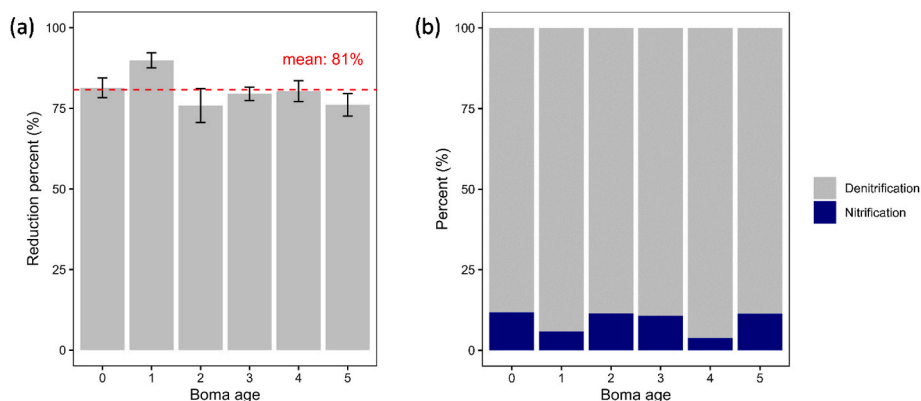 (a)
100
75
50
25
0
Reduction percent (%)
mean: 81%
0 1 2 3 4 5
Boma age
(b)
100
75
50
25
0
Percent (%)
0 1 2 3 4 5
Boma age
Denitrification
Nitrification